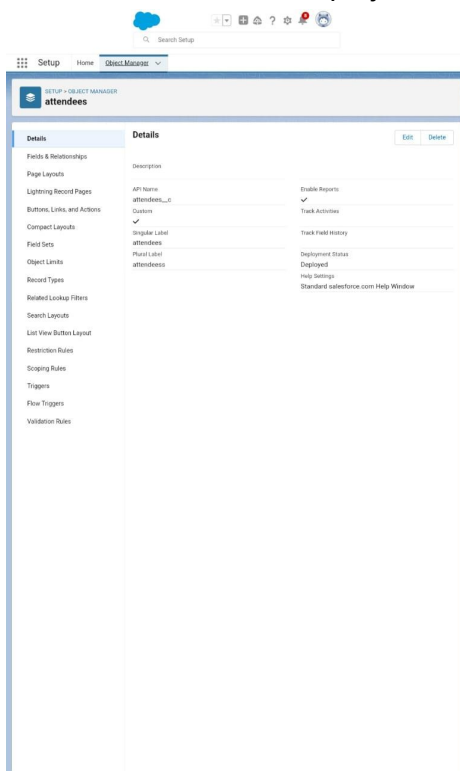 Search Setup
Setup Home Object Manager
SETUP > OBJECT MANAGER
attendees
Details
Fields & Relationships
Page Layouts
Lightning Record Pages
Buttons, Links, and Actions
Compact Layouts
Field Sets
Object Limits
Record Types
Related Lookup Filters
Search Layouts
List View Button Layout
Restriction Rules
Scoping Rules
Triggers
Flow Triggers
Validation Rules
Details
Edit Delete
Description
API Name
attendees__c
Custom
✓
Singular Label
attendees
Plural Label
attendeess
Enable Reports
✓
Track Activities
Track Field History
Deployment Status
Deployed
Help Settings
Standard salesforce.com Help Window